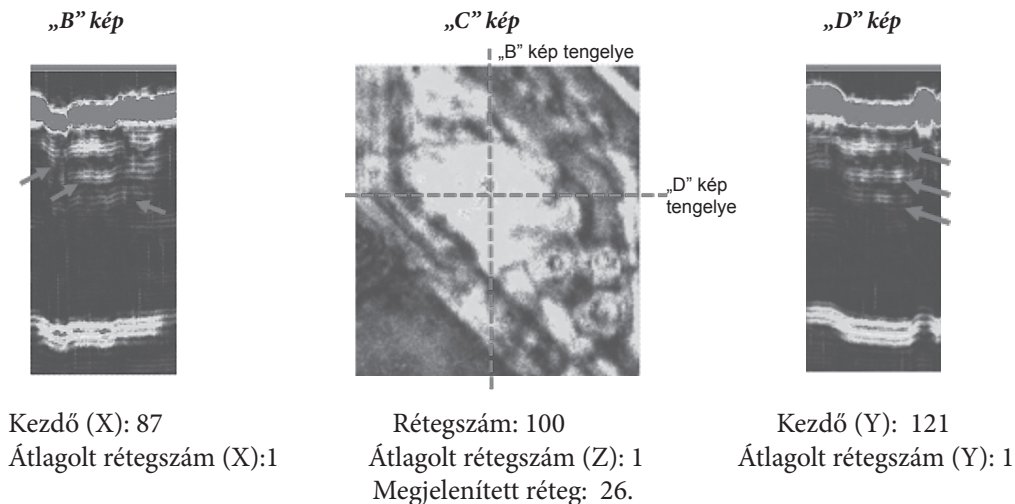 „B” kép
„C” kép
„D” kép
„B” kép tengelye
„D” kép
tengelye
Kezdő (X): 87
Átlagolt rétegszám (X):1
Rétegszám: 100
Átlagolt rétegszám (Z): 1
Megjelenített réteg: 26.
Kezdő (Y): 121
Átlagolt rétegszám (Y): 1